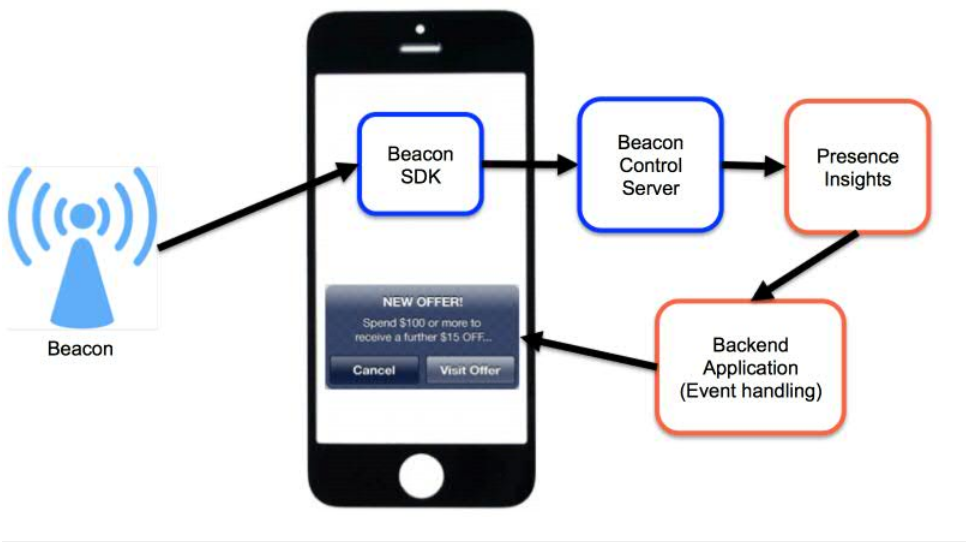 Beacon
SDK
Beacon
Control
Server
Presence
Insights
NEW OFFER!
Spend $100 or more to
receive a further $15 OFF...
Cancel
Visit Offer
Beacon
Backend
Application
(Event handling)